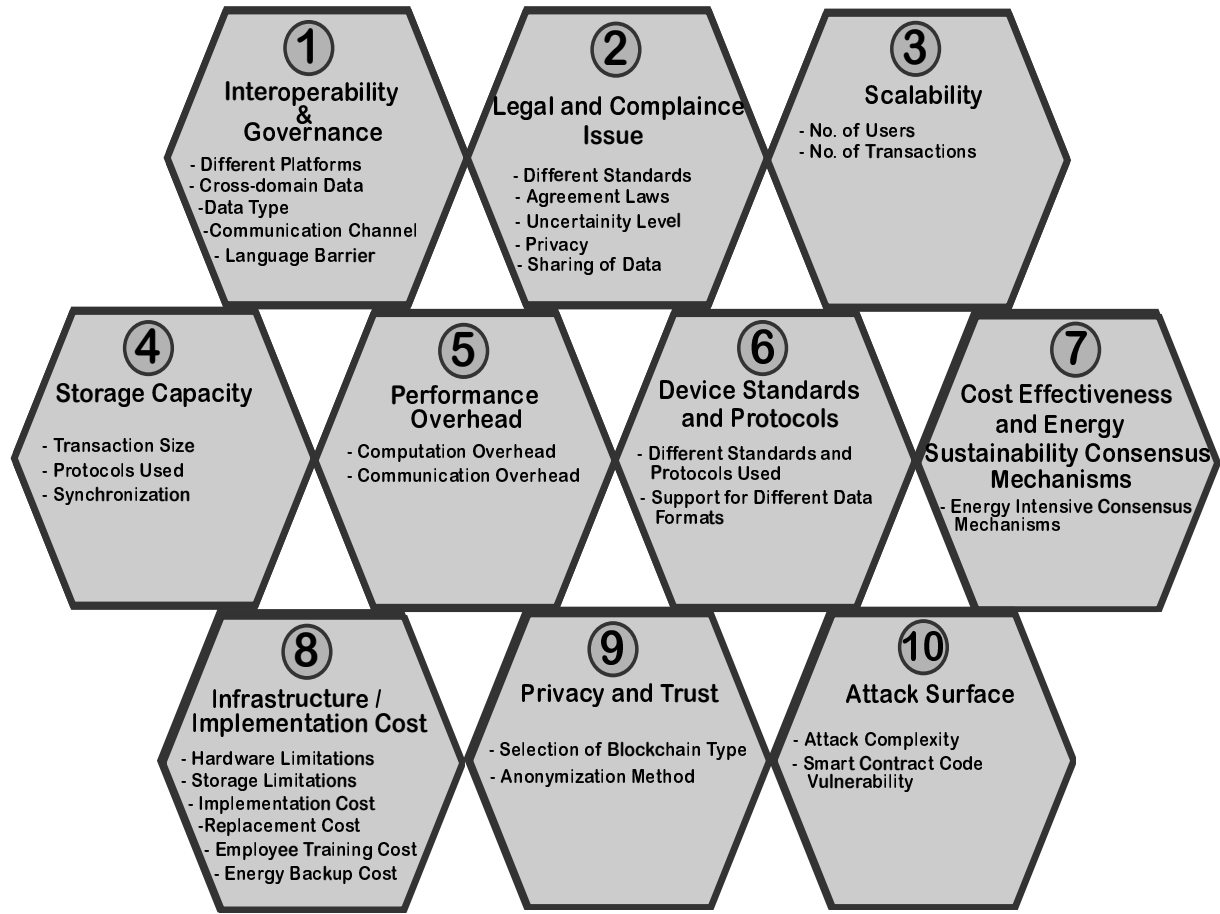 1
Interoperability
&
Governance
- Different Platforms
- Cross-domain Data
-Data Type
-Communication Channel
- Language Barrier
2
Legal and Complaince
Issue
- Different Standards
- Agreement Laws
- Uncertainity Level
- Privacy
- Sharing of Data
3
Scalability
- No. of Users
- No. of Transactions
4
Storage Capacity
- Transaction Size
- Protocols Used
- Synchronization
5
Performance
Overhead
- Computation Overhead
- Communication Overhead
6
Device Standards
and Protocols
- Different Standards and
Protocols Used
- Support for Different Data
Formats
7
Cost Effectiveness
and Energy
Sustainability Consensus
Mechanisms
- Energy Intensive Consensus
Mechanisms
8
Infrastructure /
Implementation Cost
- Hardware Limitations
- Storage Limitations
- Implementation Cost
-Replacement Cost
- Employee Training Cost
- Energy Backup Cost
9
Privacy and Trust
- Selection of Blockchain Type
- Anonymization Method
10
Attack Surface
- Attack Complexity
- Smart Contract Code
Vulnerability